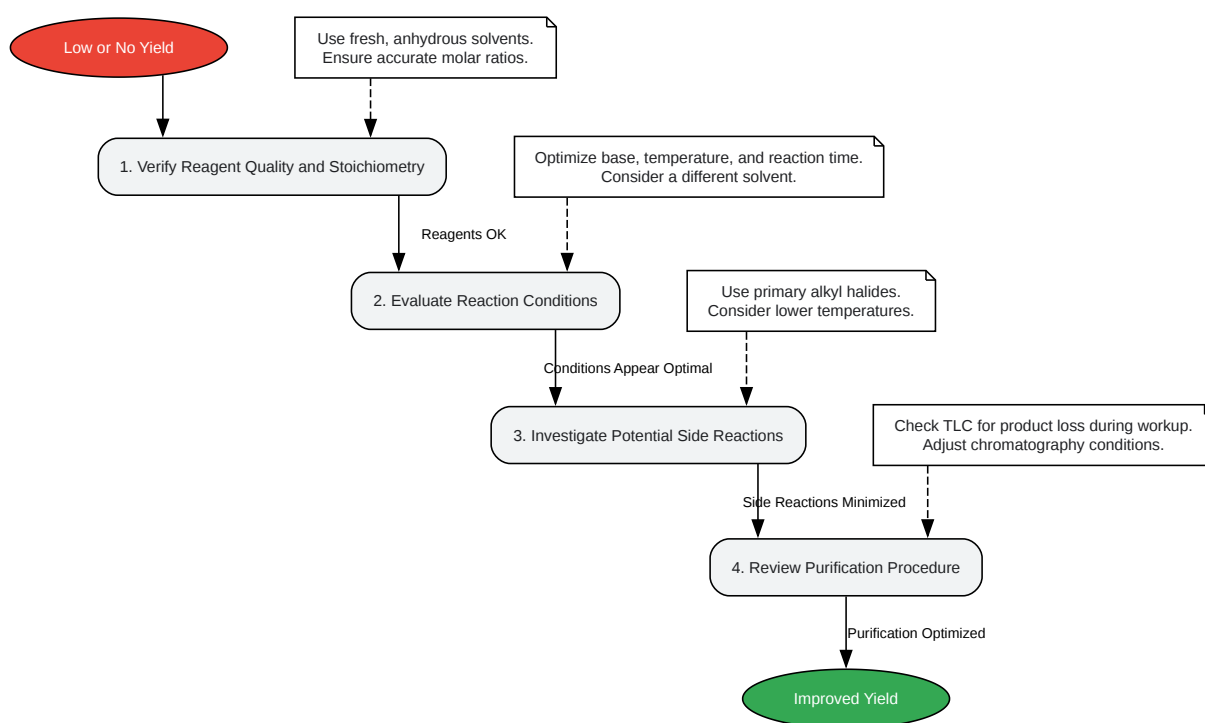 Low or No Yield
Use fresh, anhydrous solvents.
Ensure accurate molar ratios.
1. Verify Reagent Quality and Stoichiometry
Optimize base, temperature, and reaction time.
Consider a different solvent.
Reagents OK
2. Evaluate Reaction Conditions
Use primary alkyl halides.
Consider lower temperatures.
Conditions Appear Optimal
3. Investigate Potential Side Reactions
Check TLC for product loss during workup.
Adjust chromatography conditions.
Side Reactions Minimized
4. Review Purification Procedure
Purification Optimized
Improved Yield